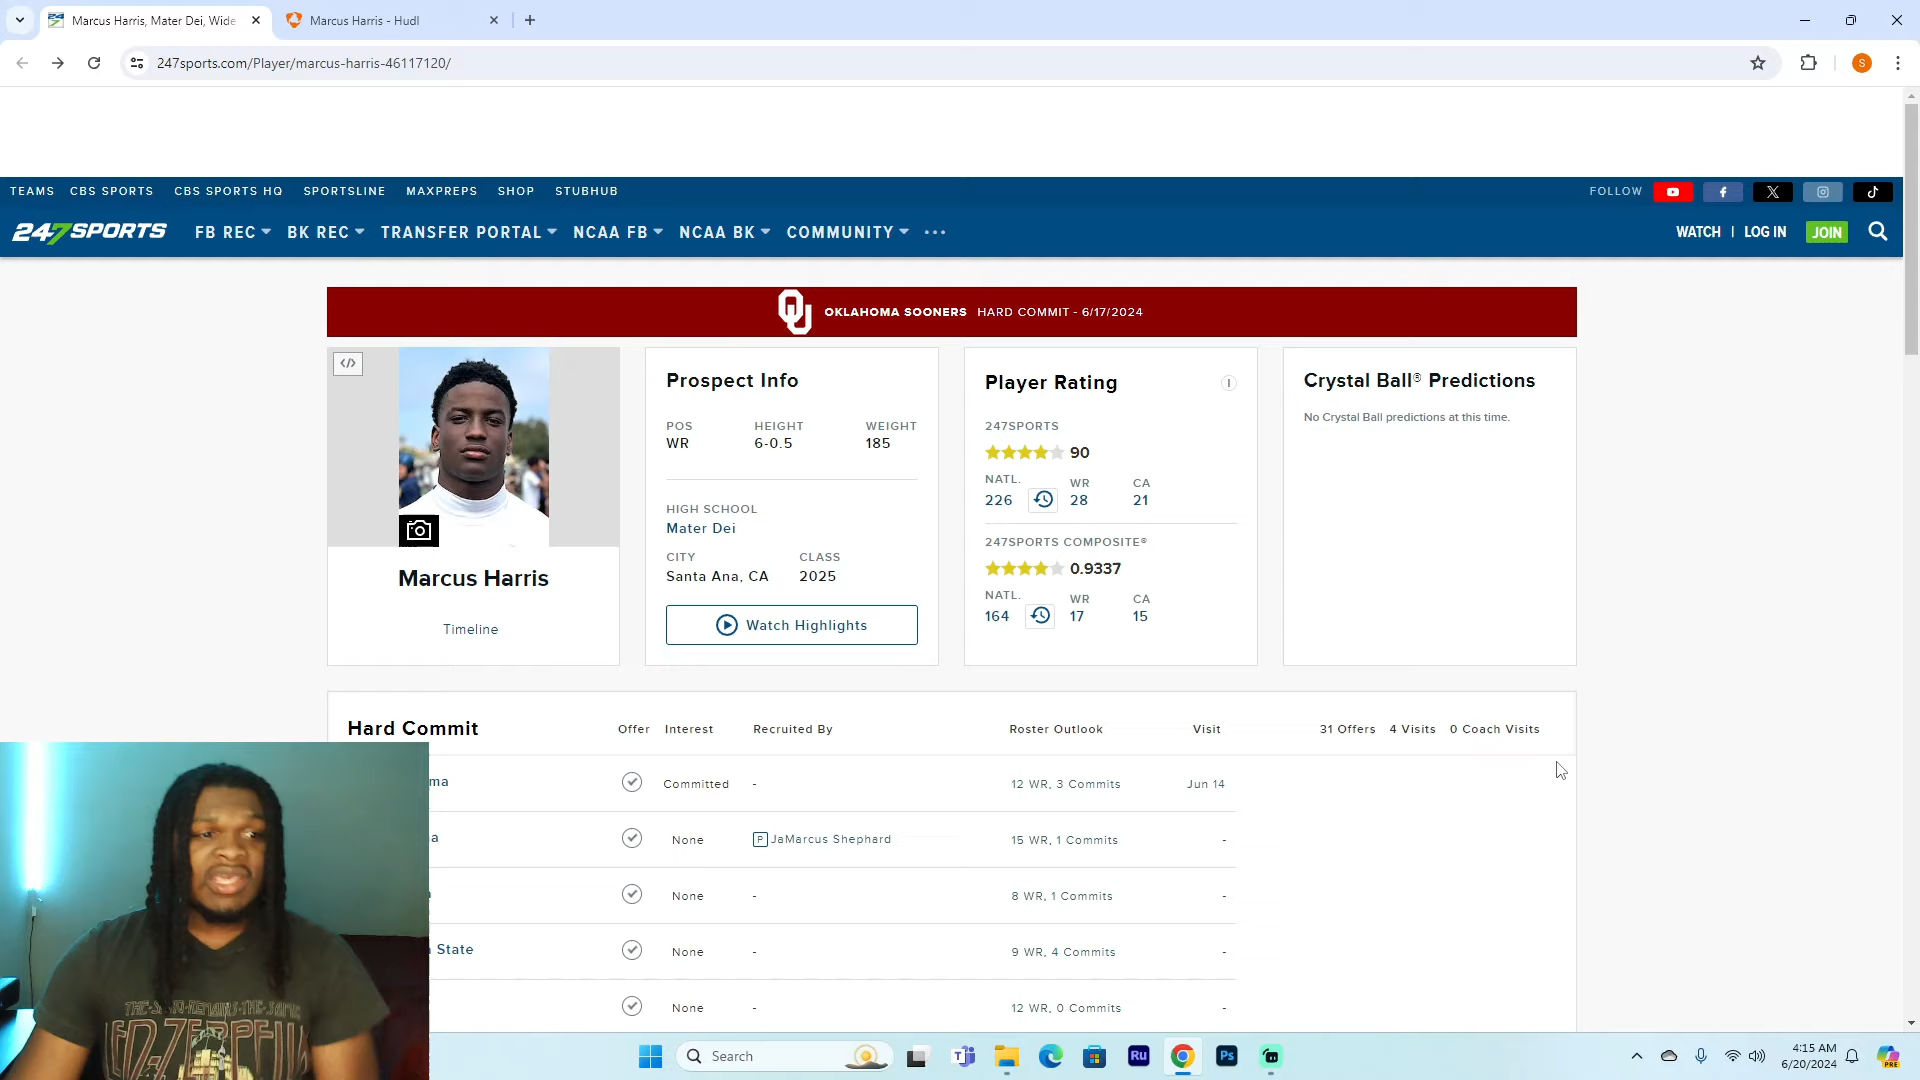 Marcus Harris, Mater Dei, Wide
Marcus Harris - Hudl
247sports.com/Player/marcus-harris-46117120/
S
TEAMS CBS SPORTS CBS SPORTS HQ SPORTSLINE MAXPREPS SHOP STUBHUB
FOLLOW
247SPORTS FB REC BK REC TRANSFER PORTAL NCAA FB NCAA BK COMMUNITY
WATCH | LOG IN JOIN
OU OKLAHOMA SOONERS HARD COMMIT - 6/17/2024
Marcus Harris
Timeline
Prospect Info
POS HEIGHT WEIGHT
WR 6-0.5 185
HIGH SCHOOL
Mater Dei
CITY CLASS
Santa Ana, CA 2025
Watch Highlights
Player Rating
247SPORTS
90
NATL. WR CA
226 28 21
247SPORTS COMPOSITE®
0.9337
NATL. WR CA
164 17 15
Crystal Ball® Predictions
No Crystal Ball predictions at this time.
Hard Commit Offer Interest Recruited By Roster Outlook Visit 31 Offers 4 Visits 0 Coach Visits
ma Committed - 12 WR, 3 Commits Jun 14
a None P JaMarcus Shephard 15 WR, 1 Commits -
None - 8 WR, 1 Commits -
State None - 9 WR, 4 Commits -
None - 12 WR, 0 Commits -
LED ZEPPELIN
Search
Ru
Ps
4:15 AM
6/20/2024
PRE